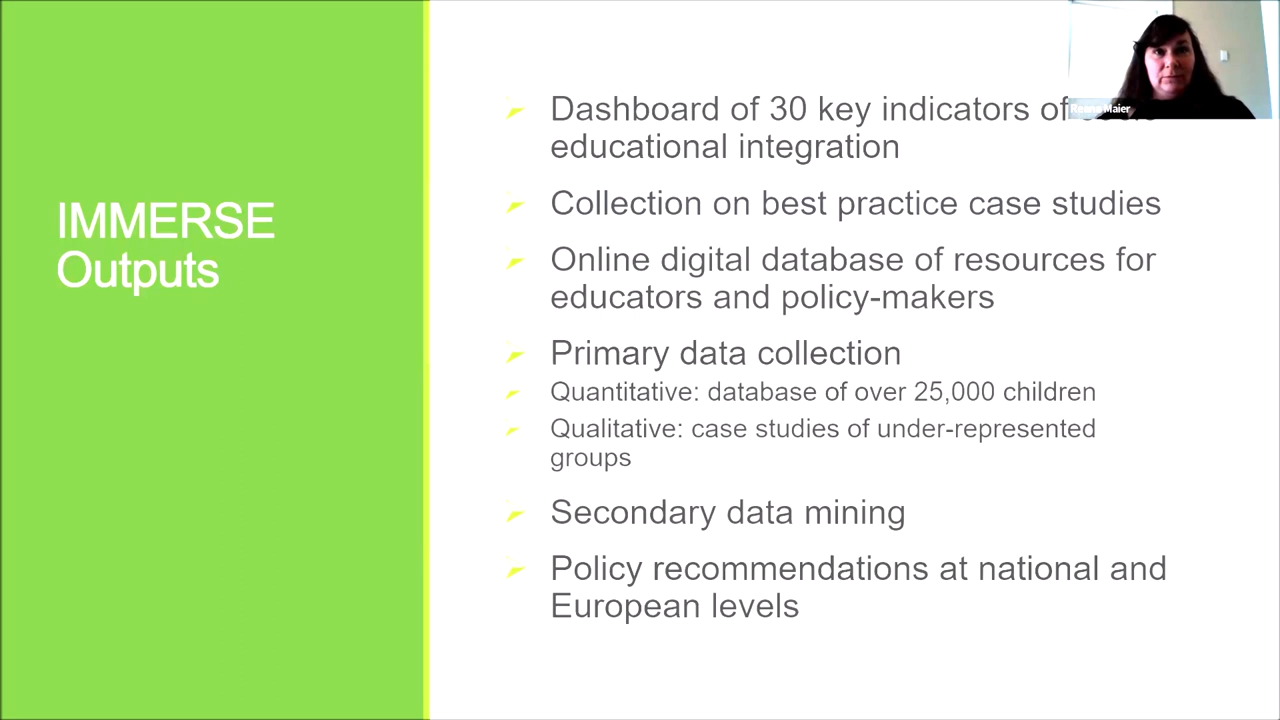 IMMERSE
Outputs
Dashboard of 30 key indicators of
educational integration
Collection on best practice case studies
Online digital database of resources for
educators and policy-makers
Primary data collection
Quantitative: database of over 25,000 children
Qualitative: case studies of under-represented
groups
Secondary data mining
Policy recommendations at national and
European levels
Maier